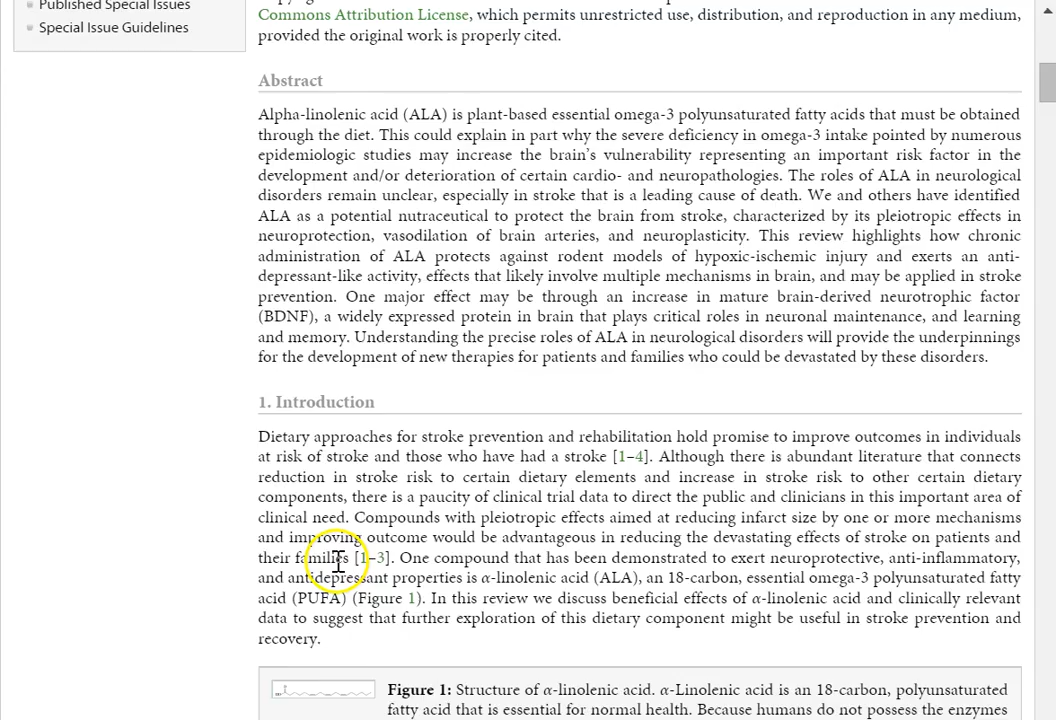 Published Special Issues
Special Issue Guidelines
Commons Attribution License, which permits unrestricted use, distribution, and reproduction in any medium,
provided the original work is properly cited.
Abstract
Alpha-linolenic acid (ALA) is plant-based essential omega-3 polyunsaturated fatty acids that must be obtained
through the diet. This could explain in part why the severe deficiency in omega-3 intake pointed by numerous
epidemiologic studies may increase the brain's vulnerability representing an important risk factor in the
development and/or deterioration of certain cardio- and neuropathologies. The roles of ALA in neurological
disorders remain unclear, especially in stroke that is a leading cause of death. We and others have identified
ALA as a potential nutraceutical to protect the brain from stroke, characterized by its pleiotropic effects in
neuroprotection, vasodilation of brain arteries, and neuroplasticity. This review highlights how chronic
administration of ALA protects against rodent models of hypoxic-ischemic injury and exerts an anti-
depressant-like activity, effects that likely involve multiple mechanisms in brain, and may be applied in stroke
prevention. One major effect may be through an increase in mature brain-derived neurotrophic factor
(BDNF), a widely expressed protein in brain that plays critical roles in neuronal maintenance, and learning
and memory. Understanding the precise roles of ALA in neurological disorders will provide the underpinnings
for the development of new therapies for patients and families who could be devastated by these disorders.
1. Introduction
Dietary approaches for stroke prevention and rehabilitation hold promise to improve outcomes in individuals
at risk of stroke and those who have had a stroke [1–4]. Although there is abundant literature that connects
reduction in stroke risk to certain dietary elements and increase in stroke risk to other certain dietary
components, there is a paucity of clinical trial data to direct the public and clinicians in this important area of
clinical need. Compounds with pleiotropic effects aimed at reducing infarct size by one or more mechanisms
and improving outcome would be advantageous in reducing the devastating effects of stroke on patients and
their families [1–3]. One compound that has been demonstrated to exert neuroprotective, anti-inflammatory,
and antidepressant properties is α-linolenic acid (ALA), an 18-carbon, essential omega-3 polyunsaturated fatty
acid (PUFA) (Figure 1). In this review we discuss beneficial effects of α-linolenic acid and clinically relevant
data to suggest that further exploration of this dietary component might be useful in stroke prevention and
recovery.
Figure 1: Structure of α-linolenic acid. α-Linolenic acid is an 18-carbon, polyunsaturated
fatty acid that is essential for normal health. Because humans do not possess the enzymes